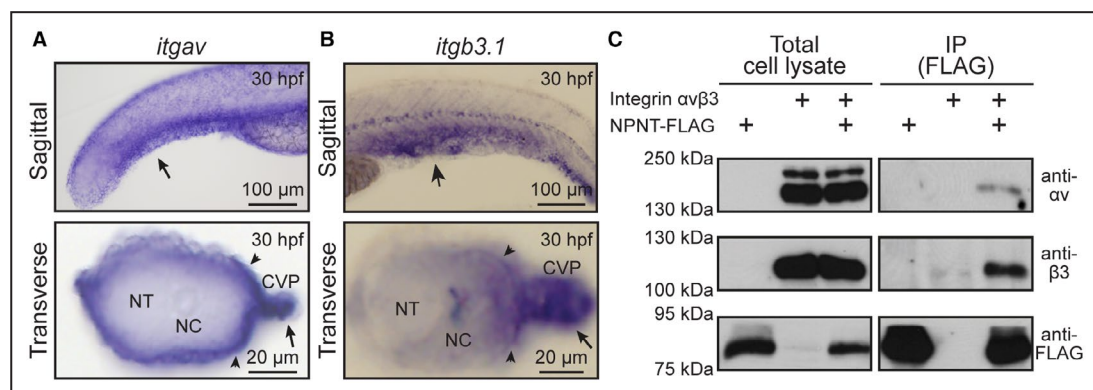 A
itgav
Sagittal
30 hpf
100 µm
Transverse
30 hpf
CVP
NT
NC
20 µm
B
itgb3.1
Sagittal
30 hpf
100 µm
Transverse
30 hpf
CVP
NT
NC
20 µm
C
Total
cell lysate
IP
(FLAG)
Integrin αvβ3 + + + +
NPNT-FLAG + + + +
250 kDa
130 kDa
anti-
αv
130 kDa
100 kDa
anti-
β3
95 kDa
75 kDa
anti-
FLAG